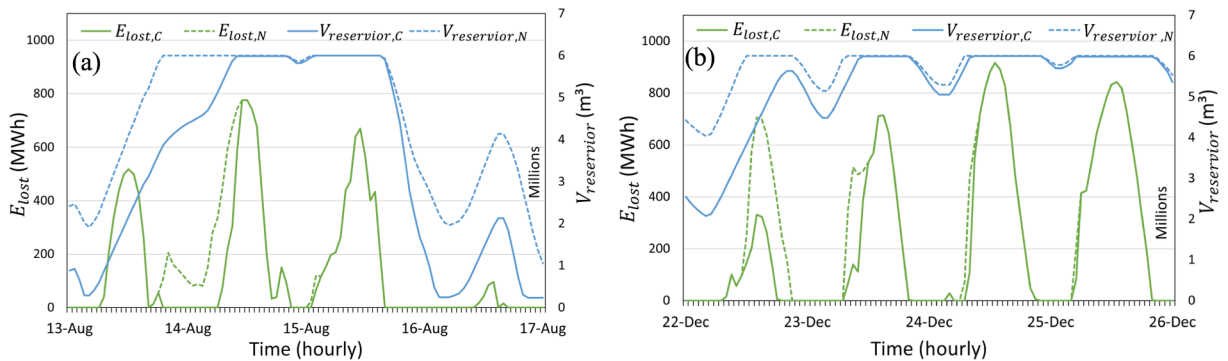 (a)
E_lost,C E_lost,N V_reservior,C V_reservior,N
1000
800
600
400
200
0
E_lost (MWh)
7
6
5
4
3
2
1
0
Millions
V_reservior (m³)
13-Aug 14-Aug 15-Aug 16-Aug 17-Aug
Time (hourly)
(b)
E_lost,C E_lost,N V_reservior,C V_reservior,N
1000
800
600
400
200
0
E_lost (MWh)
7
6
5
4
3
2
1
0
Millions
V_reservior (m³)
22-Dec 23-Dec 24-Dec 25-Dec 26-Dec
Time (hourly)